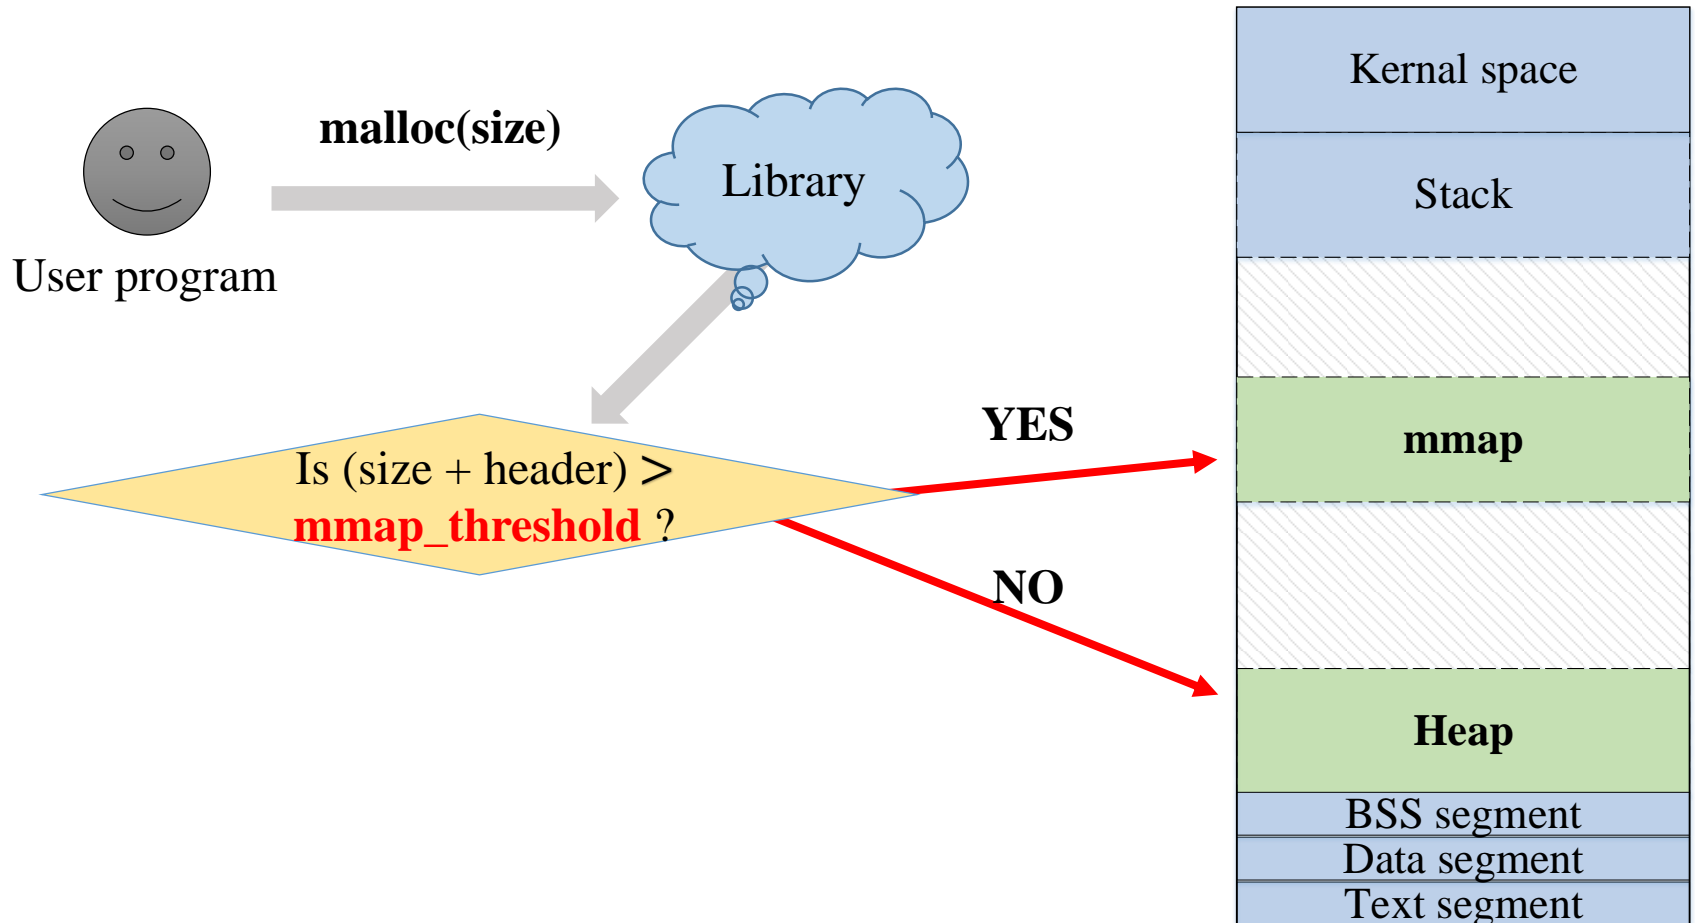 malloc(size)
Library
User program
Is (size + header) >
mmap_threshold ?
YES
NO
Kernal space
Stack
mmap
Heap
BSS segment
Data segment
Text segment